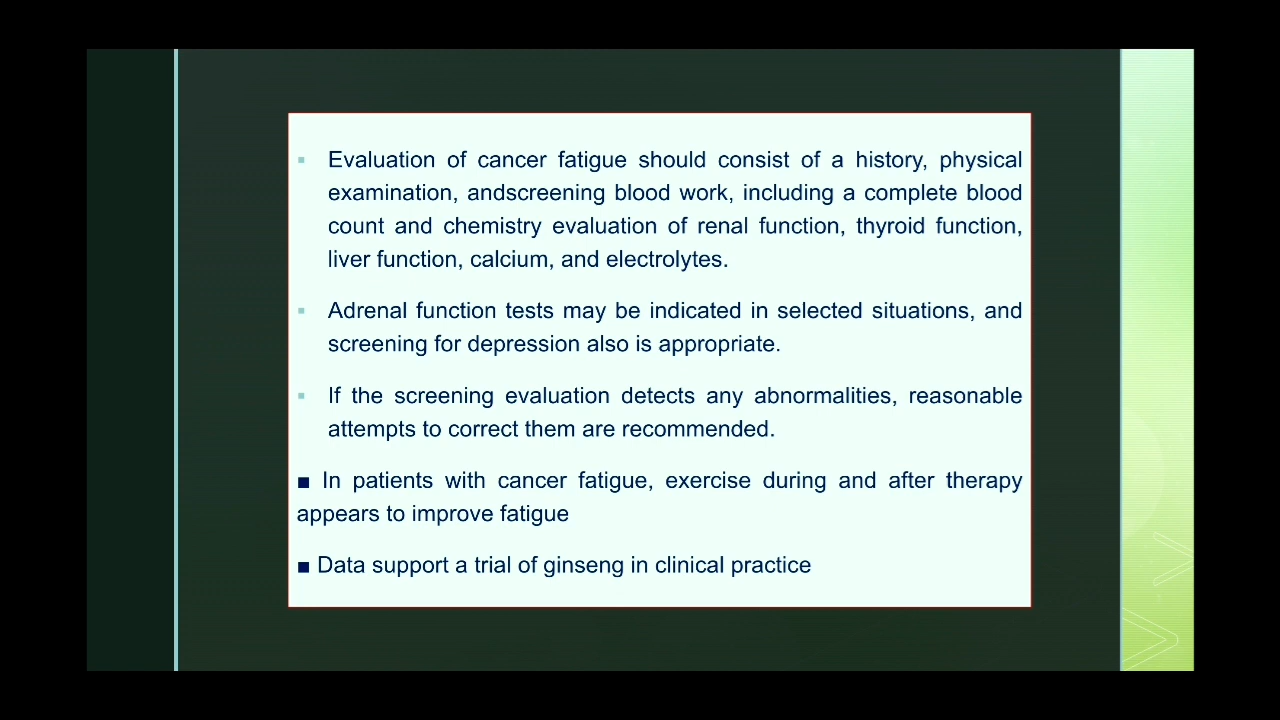 ▪ Evaluation of cancer fatigue should consist of a history, physical
examination, andscreening blood work, including a complete blood
count and chemistry evaluation of renal function, thyroid function,
liver function, calcium, and electrolytes.
▪ Adrenal function tests may be indicated in selected situations, and
screening for depression also is appropriate.
▪ If the screening evaluation detects any abnormalities, reasonable
attempts to correct them are recommended.
■ In patients with cancer fatigue, exercise during and after therapy
appears to improve fatigue
■ Data support a trial of ginseng in clinical practice